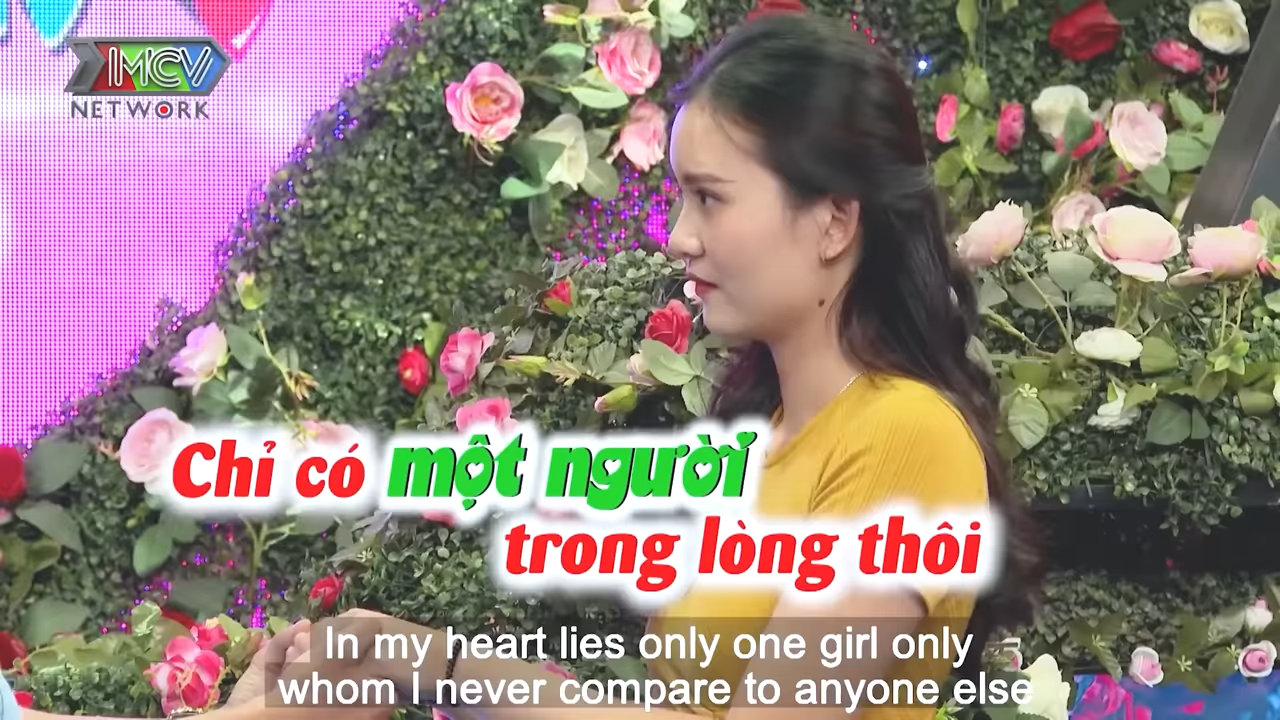 MCV
NETWORK
Chỉ có một người
trong lòng thôi
In my heart lies only one girl only
whom I never compare to anyone else